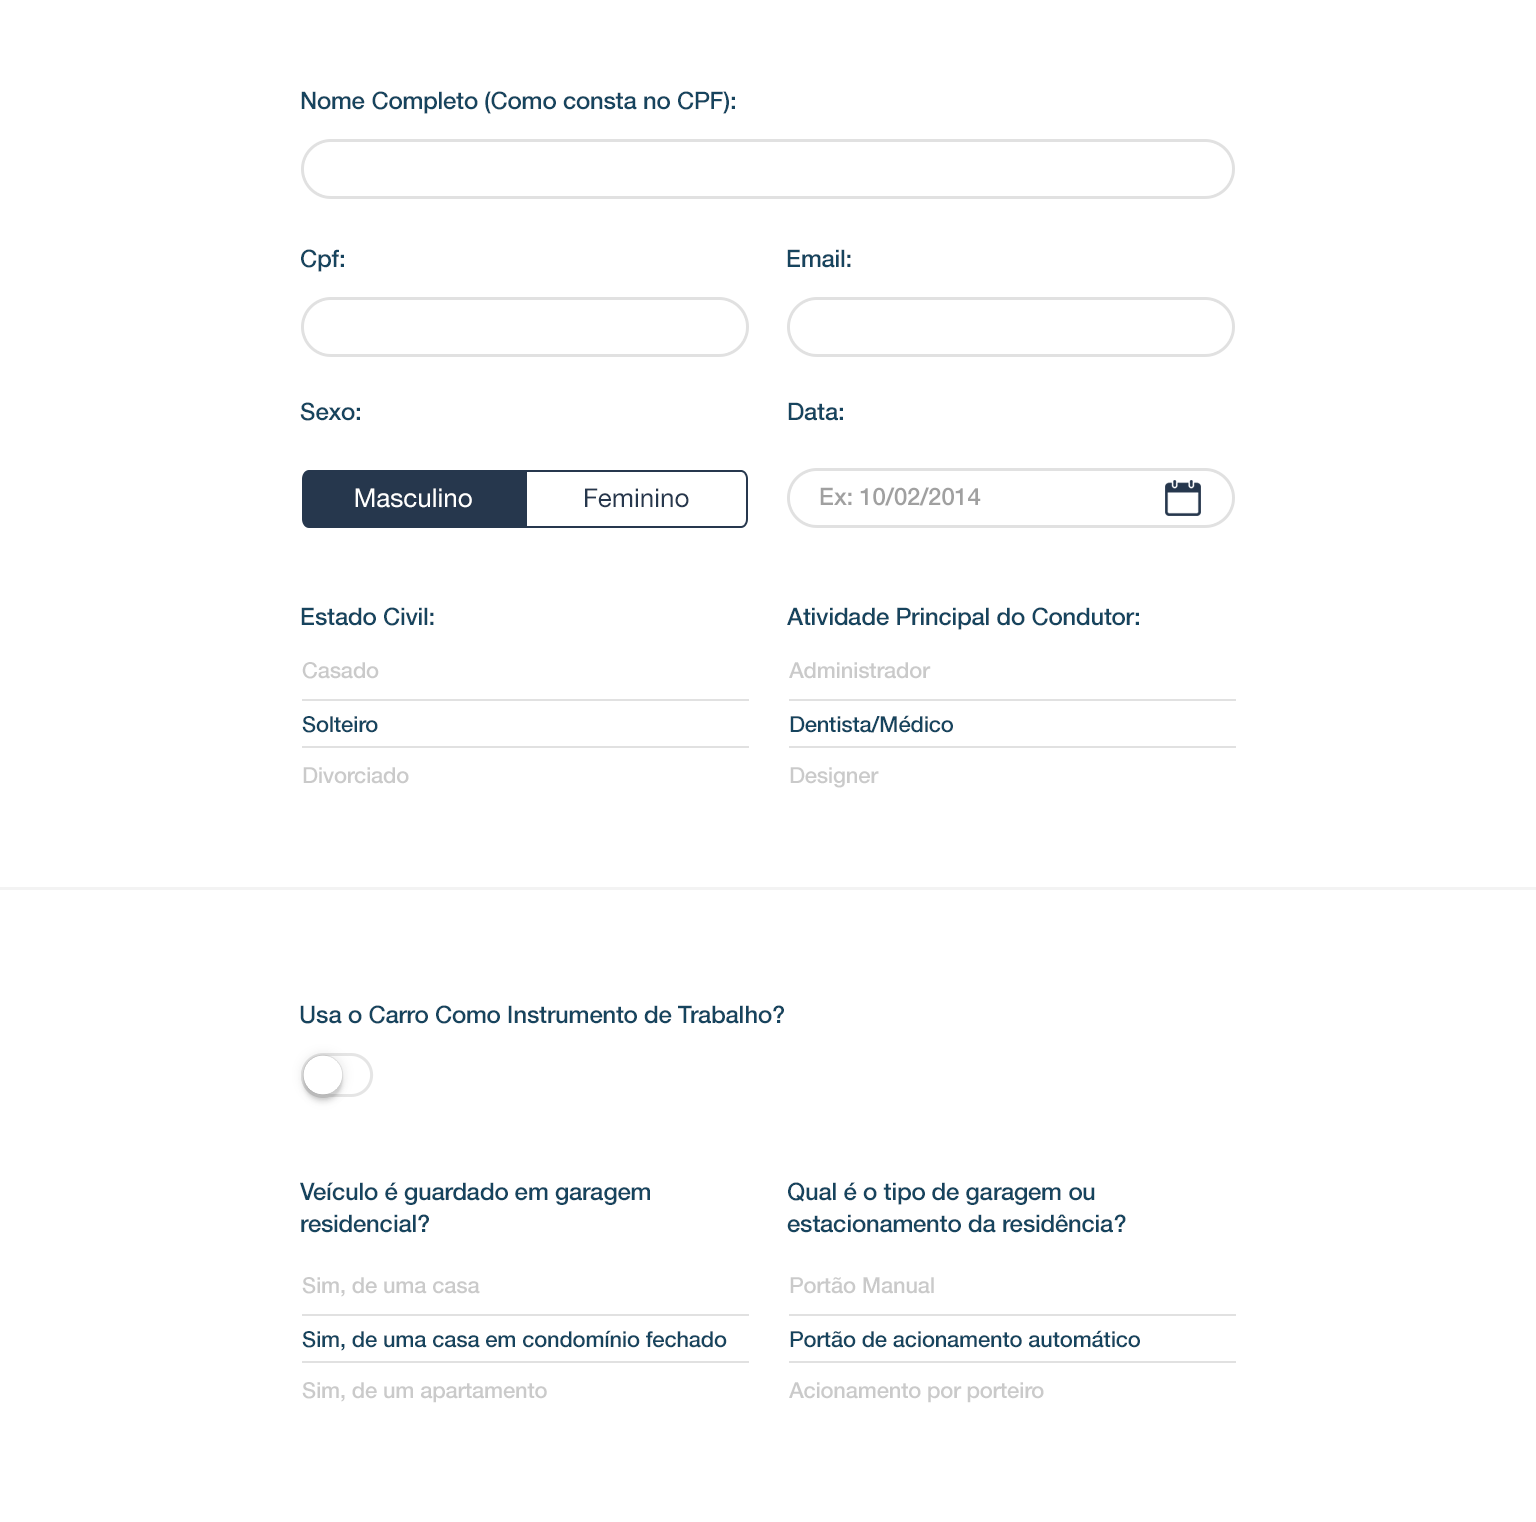 Nome Completo (Como consta no CPF):
Cpf:
Email:
Sexo:
Data:
Masculino
Feminino
Ex: 10/02/2014
Estado Civil:
Atividade Principal do Condutor:
Casado
Administrador
Solteiro
Dentista/Médico
Divorciado
Designer
Usa o Carro Como Instrumento de Trabalho?
Veículo é guardado em garagem
residencial?
Qual é o tipo de garagem ou
estacionamento da residência?
Sim, de uma casa
Portão Manual
Sim, de uma casa em condomínio fechado
Portão de acionamento automático
Sim, de um apartamento
Acionamento por porteiro